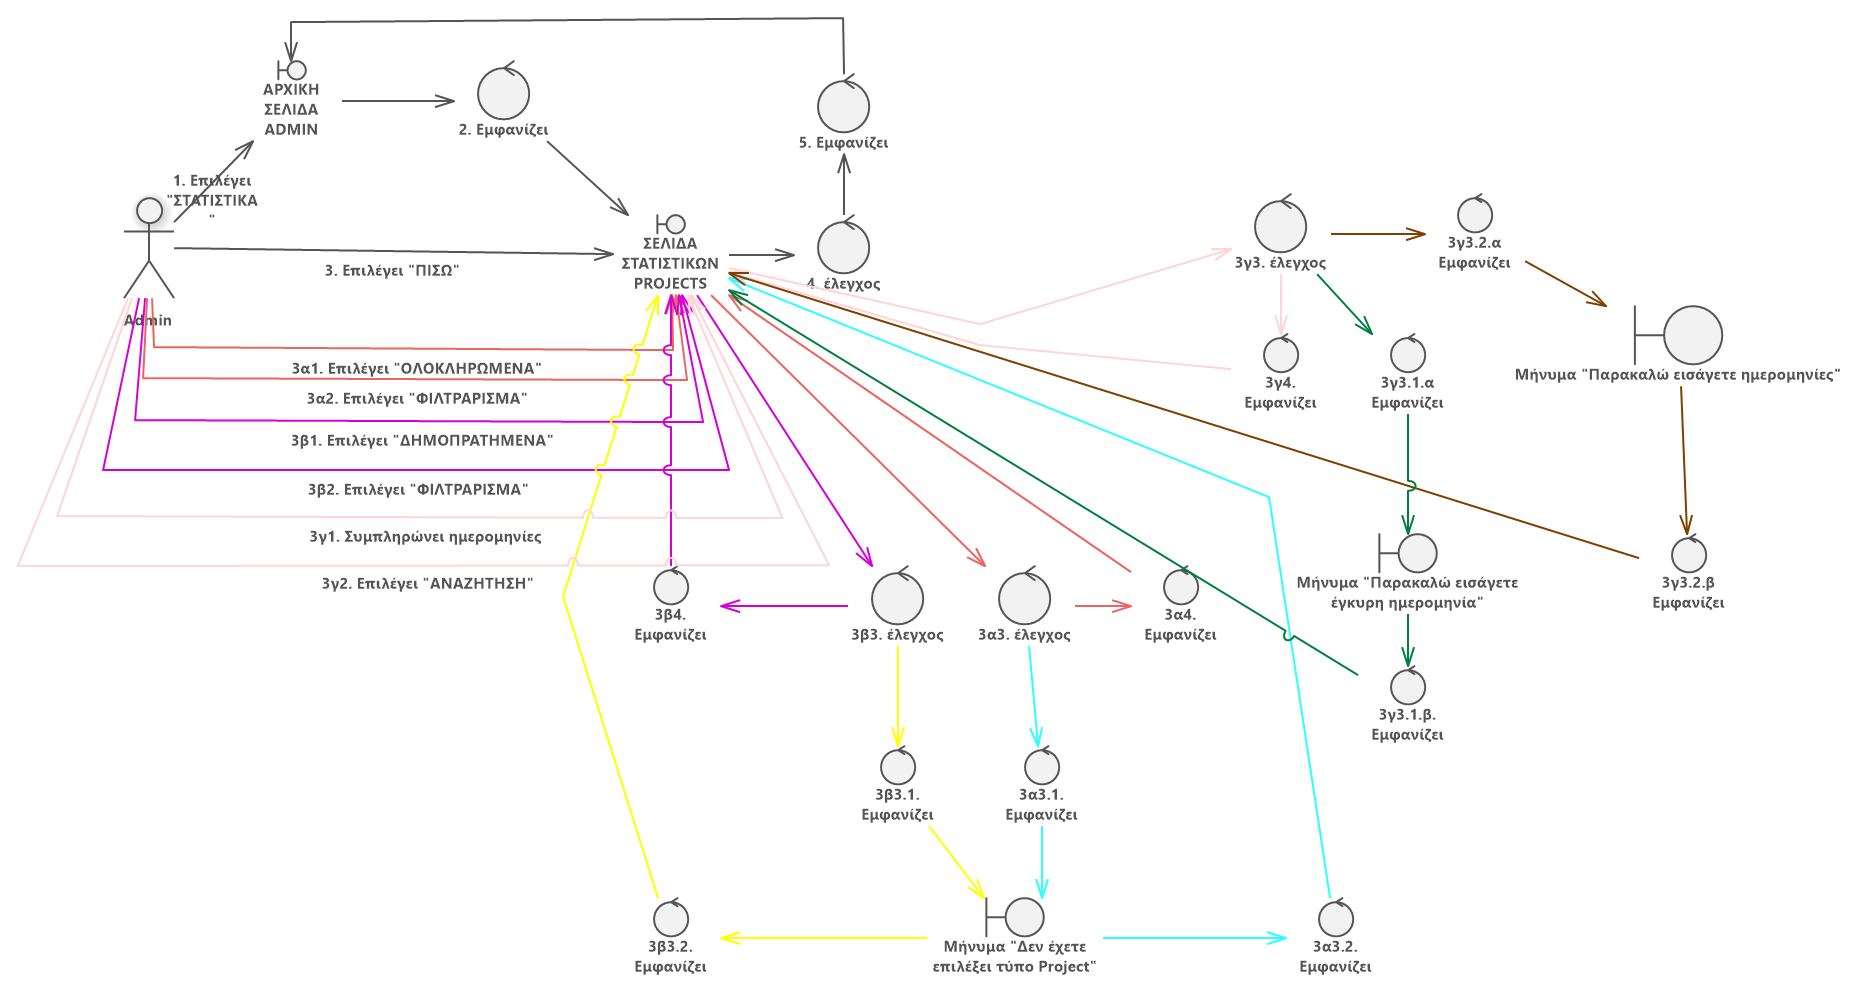 ΑΡΧΙΚΗ
ΣΕΛΙΔΑ
ADMIN
2. Εμφανίζει
5. Εμφανίζει
1. Επιλέγει
"ΣΤΑΤΙΣΤΙΚΑ
"
Admin
3. Επιλέγει "ΠΙΣΩ"
ΣΕΛΙΔΑ
ΣΤΑΤΙΣΤΙΚΩΝ
PROJECTS
4. έλεγχος
3γ3. έλεγχος
3γ3.2.α
Εμφανίζει
Μήνυμα "Παρακαλώ εισάγετε ημερομηνίες"
3γ4.
Εμφανίζει
3γ3.1.α
Εμφανίζει
3α1. Επιλέγει "ΟΛΟΚΛΗΡΩΜΕΝΑ"
3α2. Επιλέγει "ΦΙΛΤΡΑΡΙΣΜΑ"
3β1. Επιλέγει "ΔΗΜΟΠΡΑΤΗΜΕΝΑ"
3β2. Επιλέγει "ΦΙΛΤΡΑΡΙΣΜΑ"
3γ1. Συμπληρώνει ημερομηνίες
3γ2. Επιλέγει "ΑΝΑΖΗΤΗΣΗ"
Μήνυμα "Παρακαλώ εισάγετε
έγκυρη ημερομηνία"
3γ3.2.β
Εμφανίζει
3β4.
Εμφανίζει
3β3. έλεγχος
3α3. έλεγχος
3α4.
Εμφανίζει
3γ3.1.β.
Εμφανίζει
3β3.1.
Εμφανίζει
3α3.1.
Εμφανίζει
3β3.2.
Εμφανίζει
Μήνυμα "Δεν έχετε
επιλέξει τύπο Project"
3α3.2.
Εμφανίζει